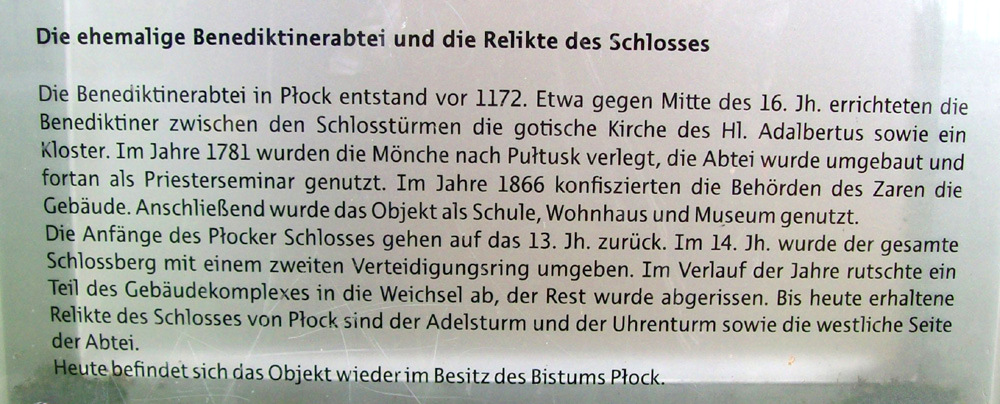 Die ehemalige Benediktinerabtei und die Relikte des Schlosses
Die Benediktinerabtei in Płock entstand vor 1172. Etwa gegen Mitte des 16. Jh. errichteten die
Benediktiner zwischen den Schlosstürmen die gotische Kirche des Hl. Adalbertus sowie ein
Kloster. Im Jahre 1781 wurden die Mönche nach Pułtusk verlegt, die Abtei wurde umgebaut und
fortan als Priesterseminar genutzt. Im Jahre 1866 konfiszierten die Behörden des Zaren die
Gebäude. Anschließend wurde das Objekt als Schule, Wohnhaus und Museum genutzt.
Die Anfänge des Płocker Schlosses gehen auf das 13. Jh. zurück. Im 14. Jh. wurde der gesamte
Schlossberg mit einem zweiten Verteidigungsring umgeben. Im Verlauf der Jahre rutschte ein
Teil des Gebäudekomplexes in die Weichsel ab, der Rest wurde abgerissen. Bis heute erhaltene
Relikte des Schlosses von Płock sind der Adelsturm und der Uhrenturm sowie die westliche Seite
der Abtei.
Heute befindet sich das Objekt wieder im Besitz des Bistums Płock.